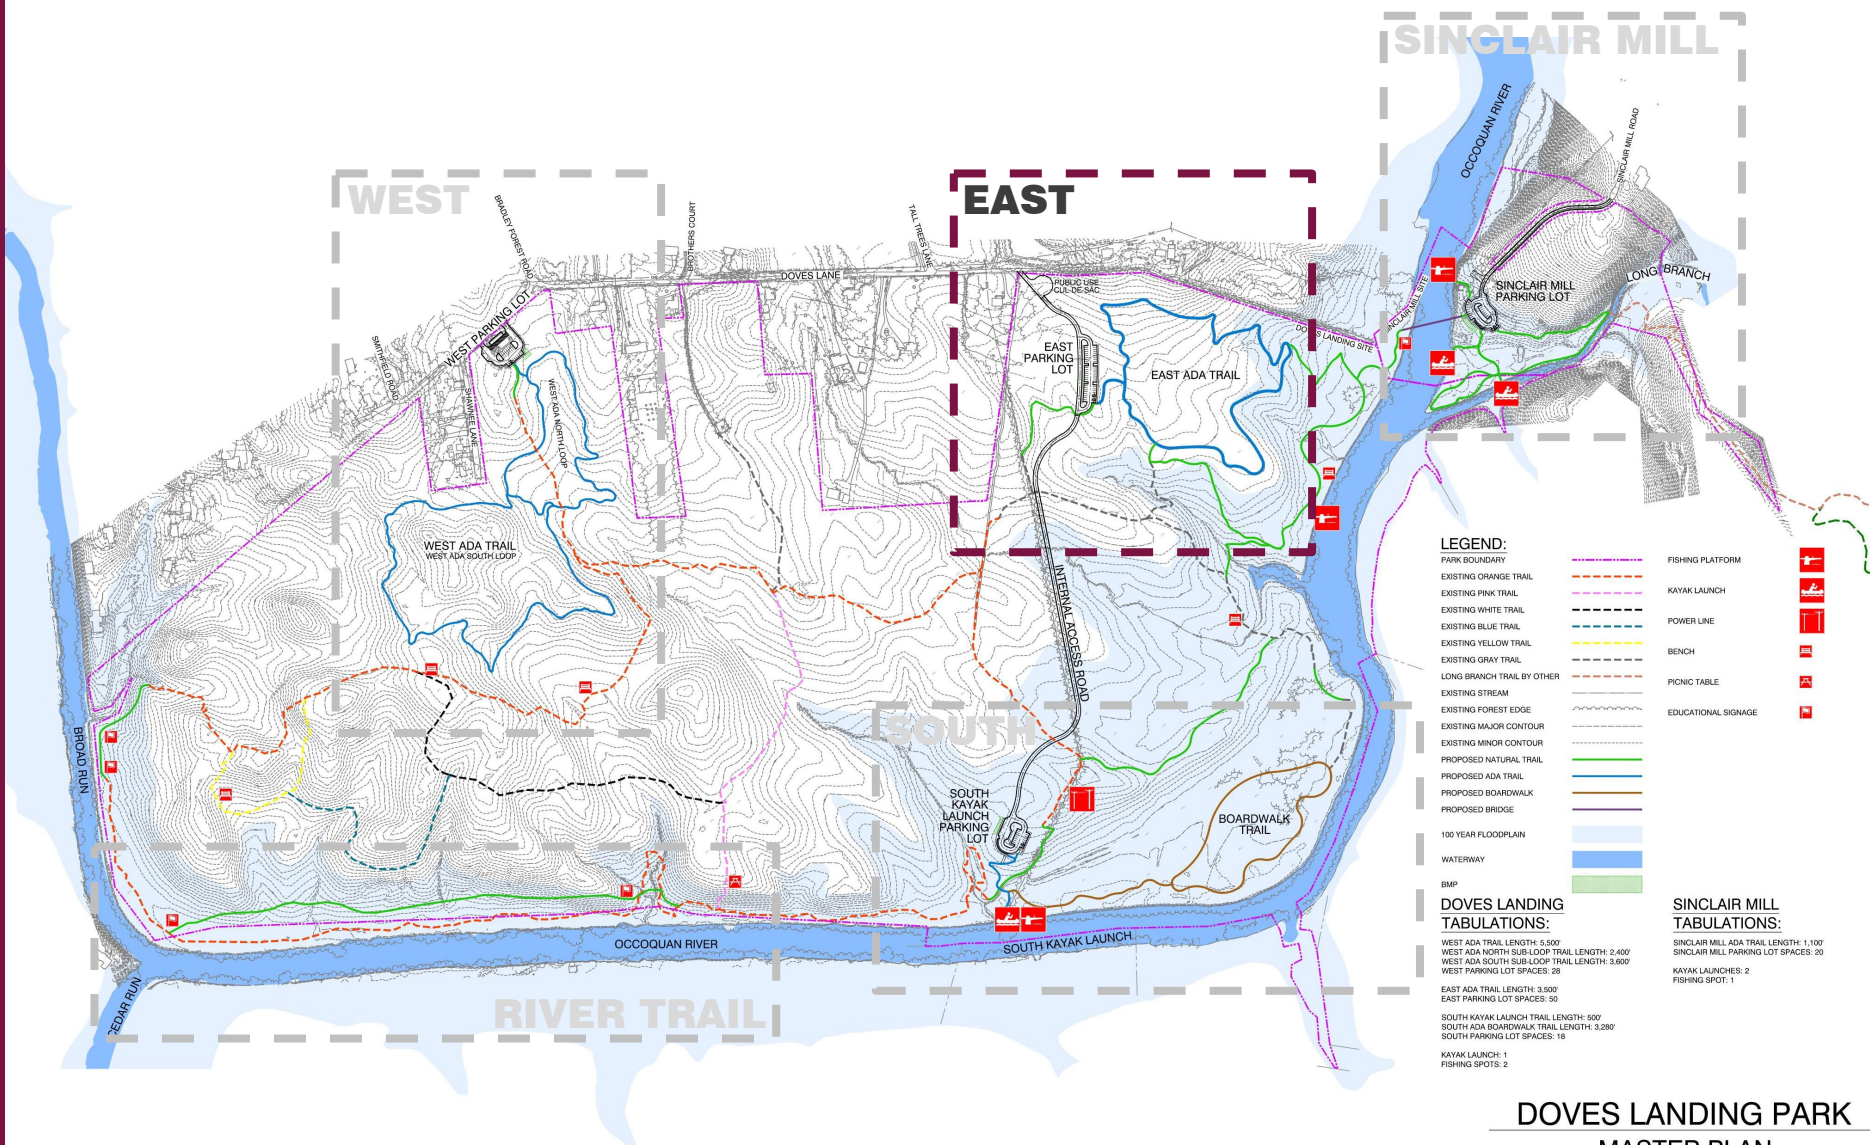 SINCLAIR MILL
WEST
EAST
OCCOQUAN RIVER
SINCLAIR MILL ROAD
BRADLEY FOREST ROAD
BROTHERS COURT
TALL TREES LANE
DOVES LANE
PUBLIC USE
CUL-DE-SAC
LONG BRANCH
SINCLAIR MILL
PARKING LOT
SINCLAIR MILL SITE
DOVES LANDING SITE
WEST PARKING LOT
SMITHFIELD ROAD
SHAWNEE LANE
WEST ADA NORTH LOOP
EAST
PARKING
LOT
EAST ADA TRAIL
WEST ADA TRAIL
WEST ADA SOUTH LOOP
INTERNAL ACCESS ROAD
SOUTH
BROAD RUN
SOUTH
KAYAK
LAUNCH
PARKING
LOT
BOARDWALK
TRAIL
OCCOQUAN RIVER
SOUTH KAYAK LAUNCH
CEDAR RUN
RIVER TRAIL
LEGEND:
PARK BOUNDARY
EXISTING ORANGE TRAIL
EXISTING PINK TRAIL
EXISTING WHITE TRAIL
EXISTING BLUE TRAIL
EXISTING YELLOW TRAIL
EXISTING GRAY TRAIL
LONG BRANCH TRAIL BY OTHER
EXISTING STREAM
EXISTING FOREST EDGE
EXISTING MAJOR CONTOUR
EXISTING MINOR CONTOUR
PROPOSED NATURAL TRAIL
PROPOSED ADA TRAIL
PROPOSED BOARDWALK
PROPOSED BRIDGE
100 YEAR FLOODPLAIN
WATERWAY
BMP
FISHING PLATFORM
KAYAK LAUNCH
POWER LINE
BENCH
PICNIC TABLE
EDUCATIONAL SIGNAGE
DOVES LANDING
TABULATIONS:
WEST ADA TRAIL LENGTH: 5,500'
WEST ADA NORTH SUB-LOOP TRAIL LENGTH: 2,400'
WEST ADA SOUTH SUB-LOOP TRAIL LENGTH: 3,600'
WEST PARKING LOT SPACES: 28
EAST ADA TRAIL LENGTH: 3,500'
EAST PARKING LOT SPACES: 50
SOUTH KAYAK LAUNCH TRAIL LENGTH: 500'
SOUTH ADA BOARDWALK TRAIL LENGTH: 3,280'
SOUTH PARKING LOT SPACES: 18
KAYAK LAUNCH: 1
FISHING SPOTS: 2
SINCLAIR MILL
TABULATIONS:
SINCLAIR MILL ADA TRAIL LENGTH: 1,100'
SINCLAIR MILL PARKING LOT SPACES: 20
KAYAK LAUNCHES: 2
FISHING SPOT: 1
DOVES LANDING PARK
MASTER PLAN